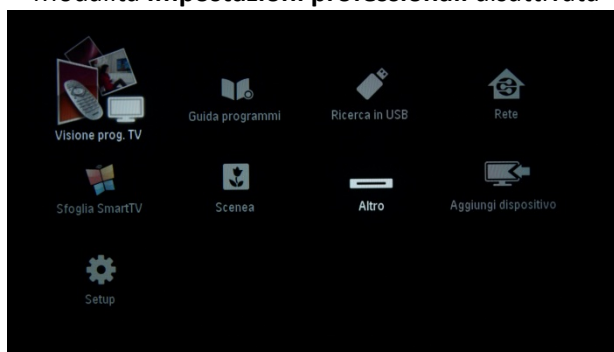 Modalità Impostazioni professionali disattivata
Visione prog. TV
Guida programmi
Ricerca in USB
Rete
Sfoglia SmartTV
Scenea
Altro
Aggiungi dispositivo
Setup